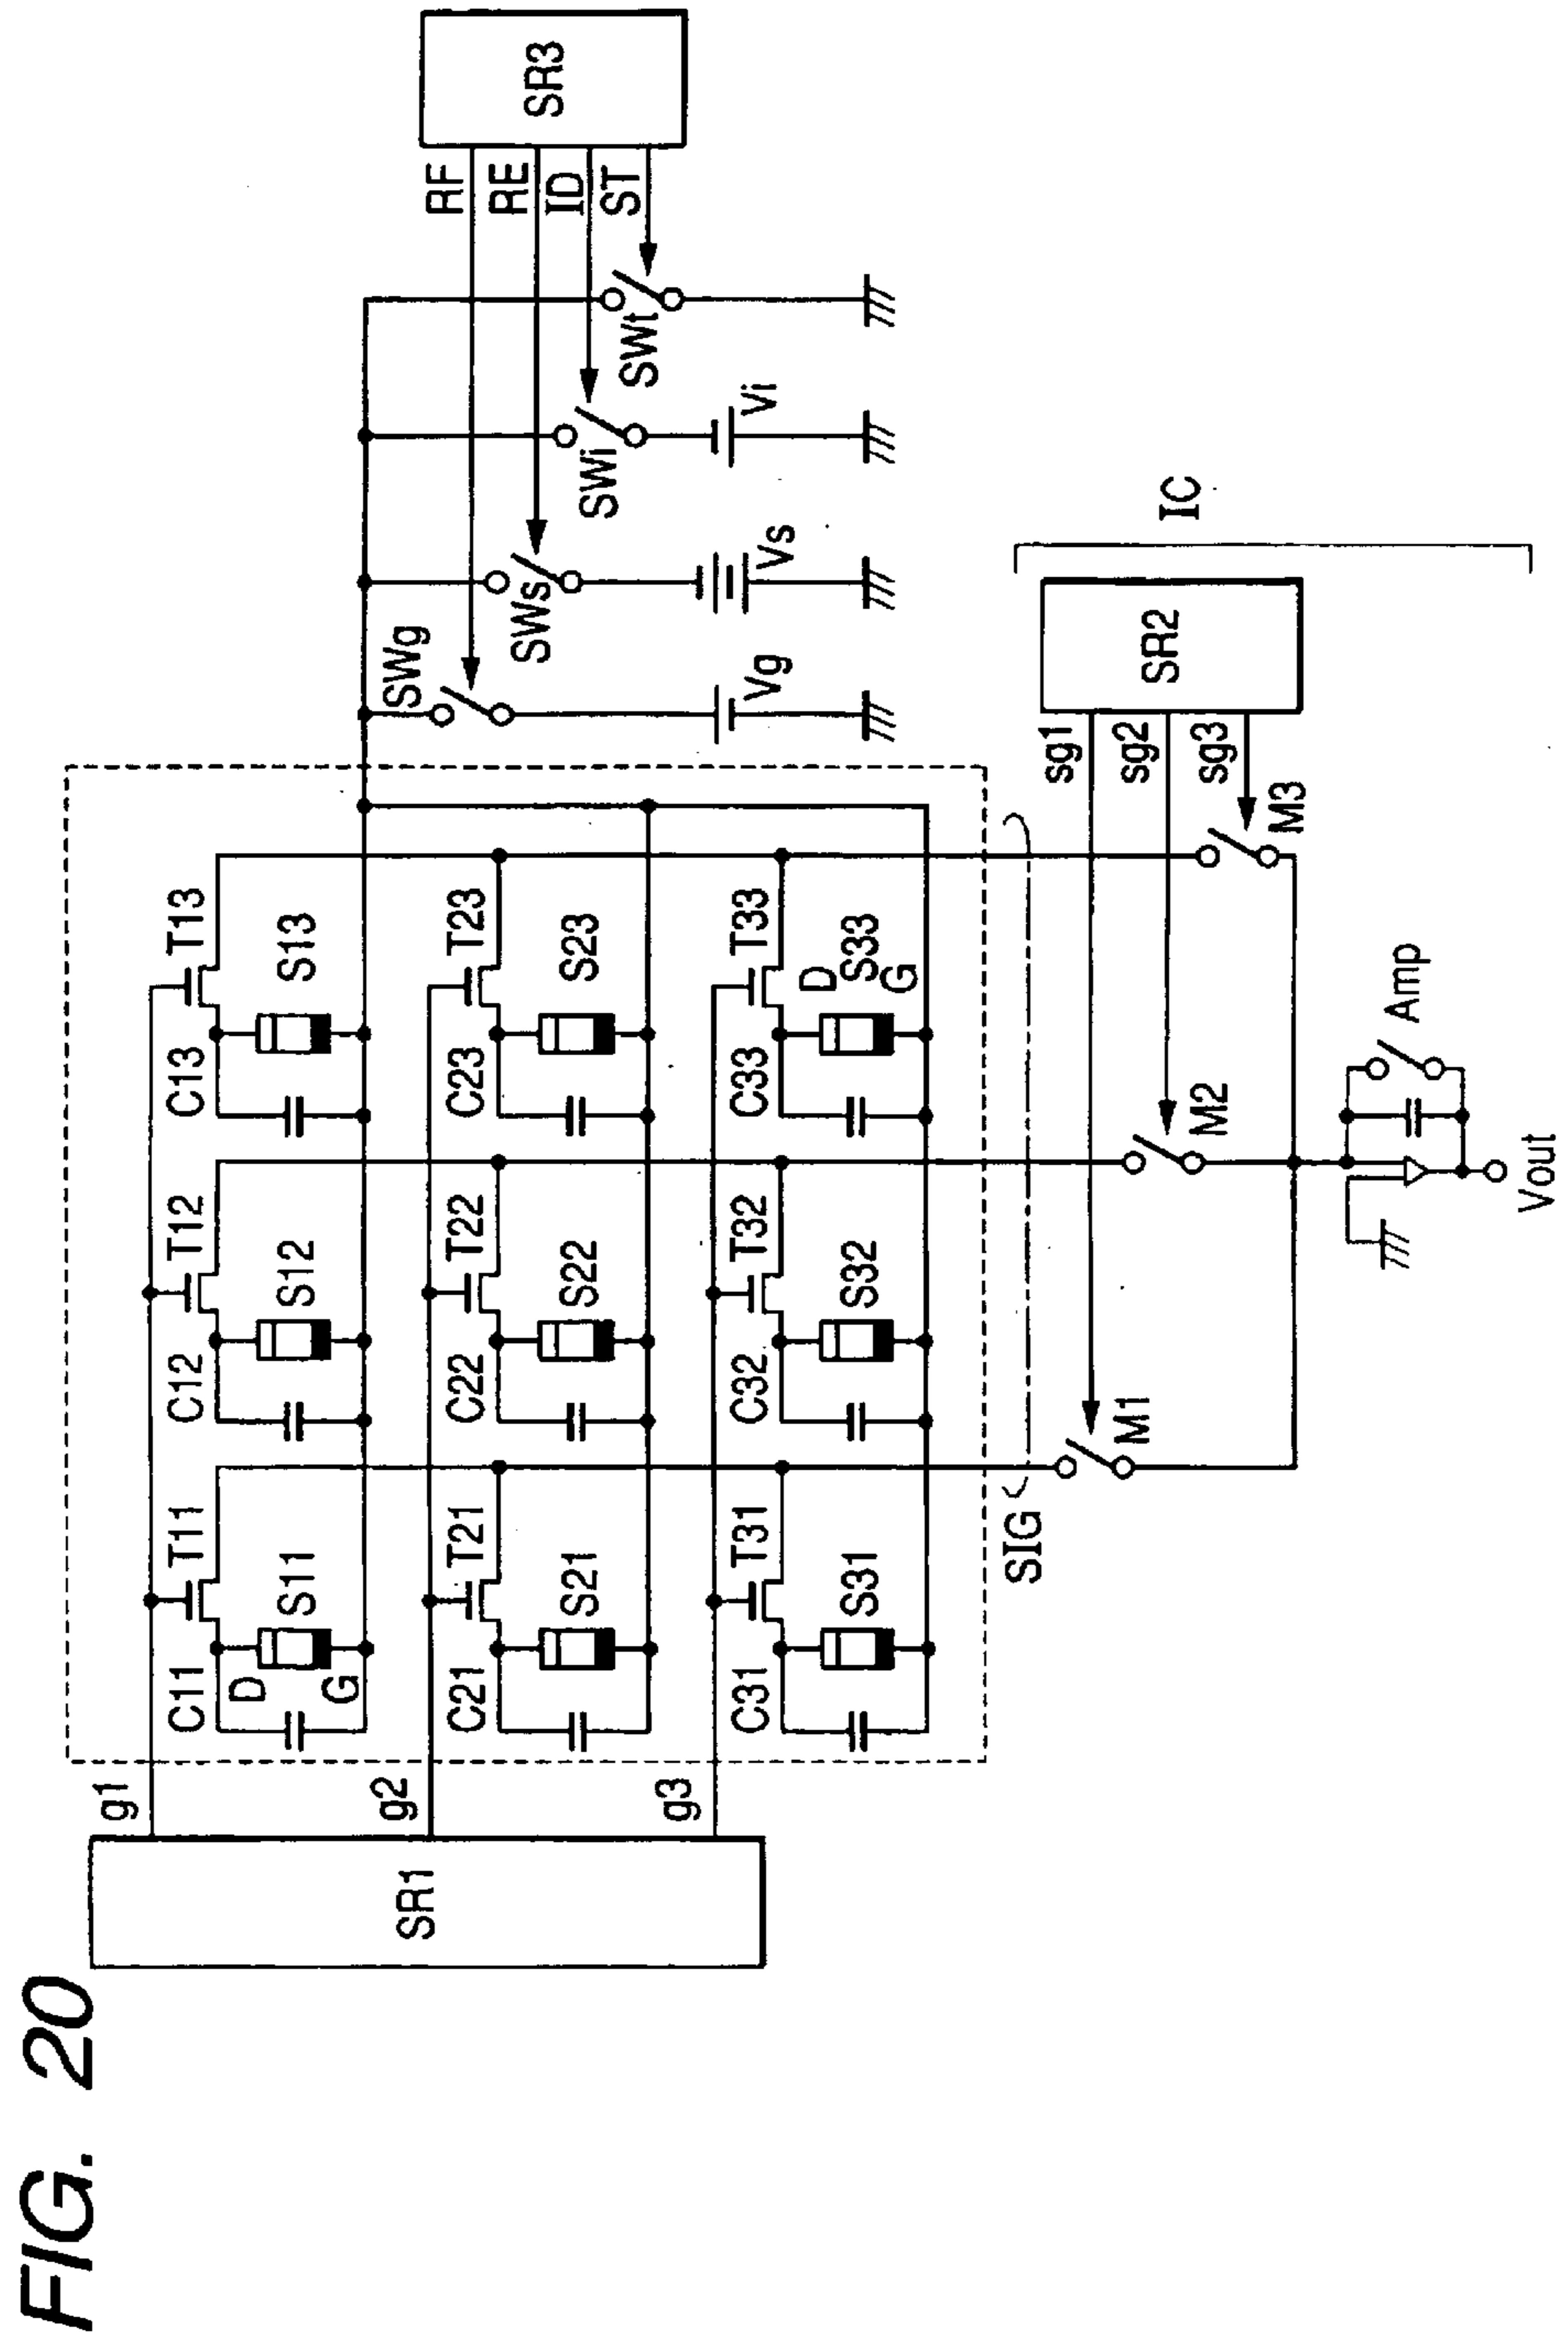 FIG. 20
SR1
g1
g2
g3
C11
T11
D
S11
G
C12
T12
S12
C13
T13
S13
C21
T21
S21
C22
T22
S22
C23
T23
S23
C31
T31
S31
C32
T32
S32
C33
T33
D
S33
G
SWg
Vg
SWs
Vs
SWi
Vi
SWt
RF
RE
ID
ST
SR3
SIG
M1
M2
M3
sg1
sg2
sg3
SR2
IC
Amp
Vout